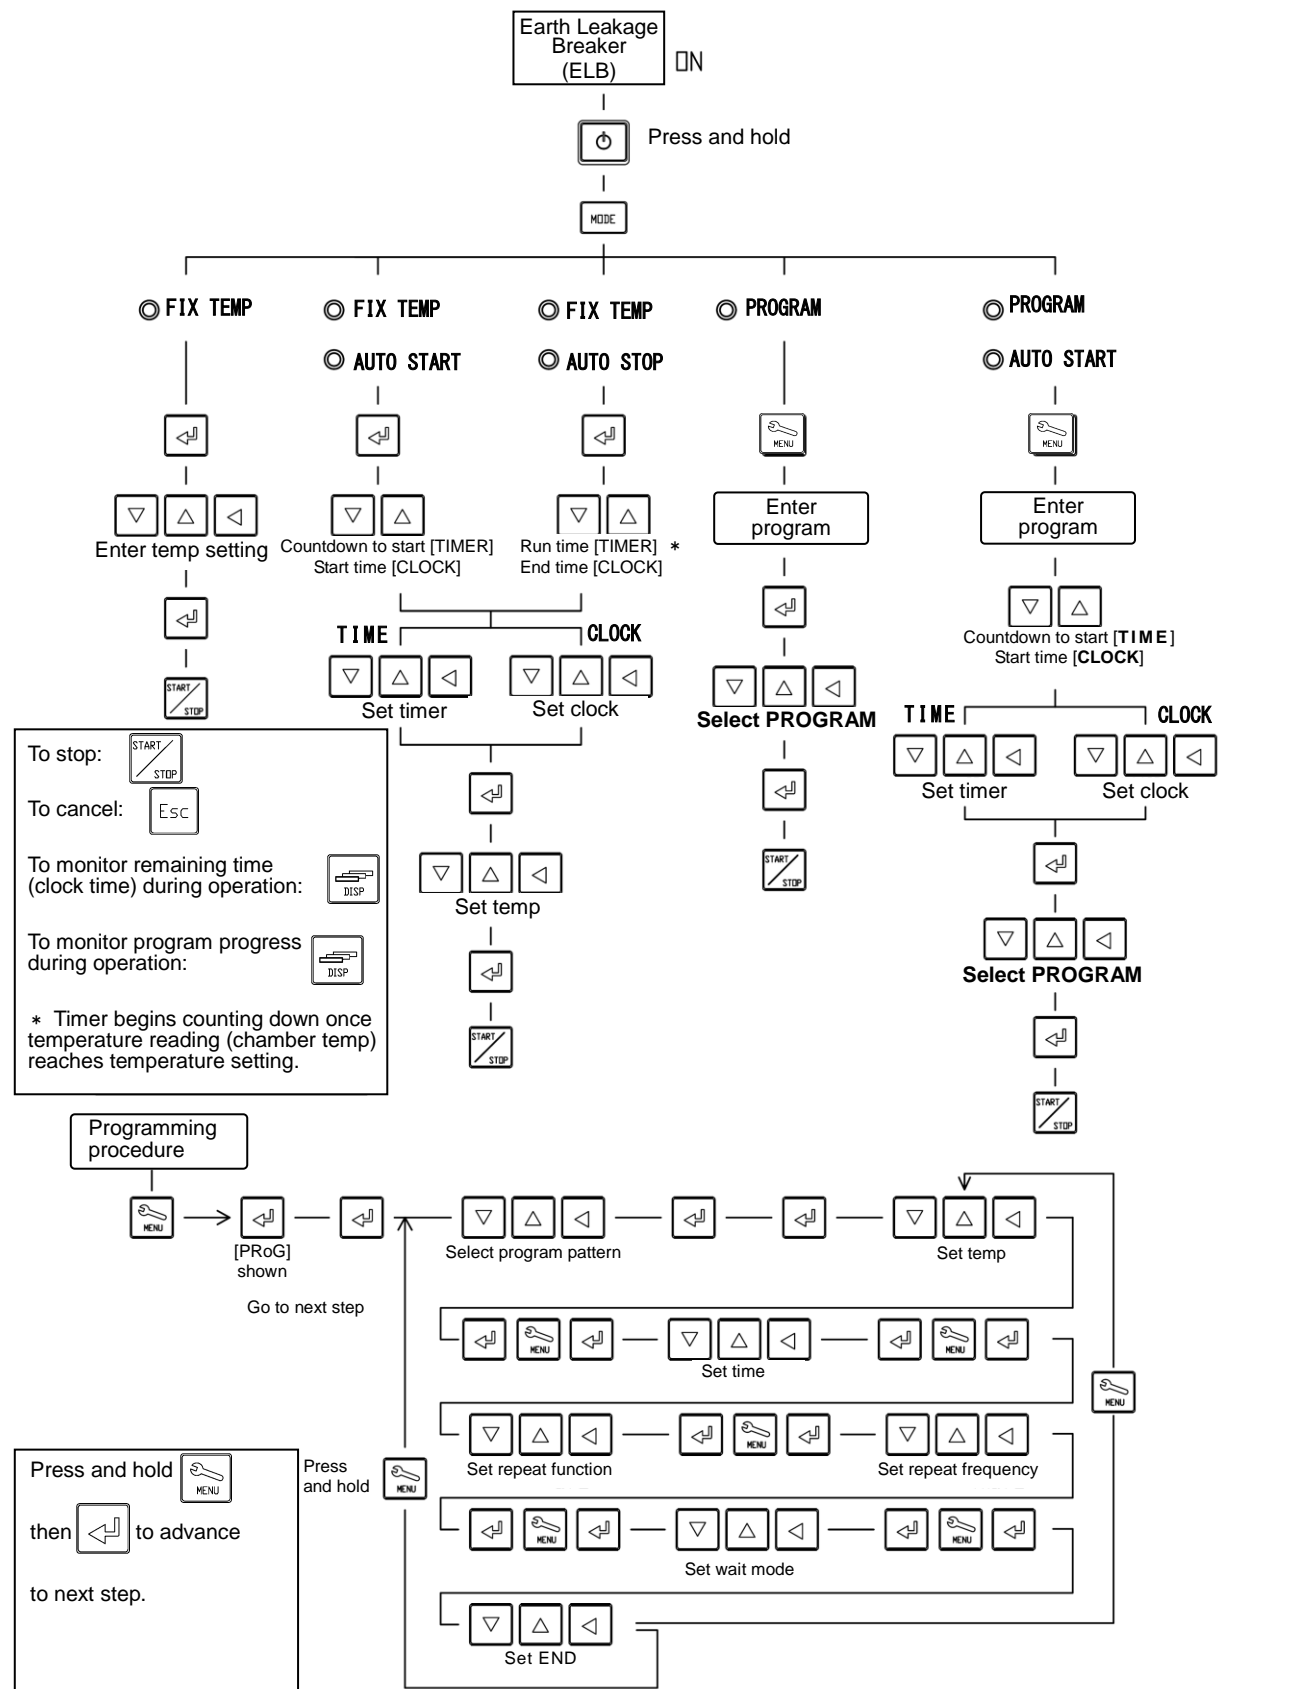 Earth Leakage
Breaker
(ELB)
ON
Press and hold
MODE
FIX TEMP
FIX TEMP
AUTO START
FIX TEMP
AUTO STOP
PROGRAM
PROGRAM
AUTO START
MENU
MENU
Enter temp setting
Countdown to start [TIMER]
Start time [CLOCK]
Run time [TIMER] *
End time [CLOCK]
Enter
program
Enter
program
Countdown to start [TIME]
Start time [CLOCK]
TIME
CLOCK
Set timer
Set clock
START
STOP
Select PROGRAM
TIME
CLOCK
Set timer
Set clock
To stop:
START
STOP
To cancel:
Esc
To monitor remaining time
(clock time) during operation:
DISP
To monitor program progress
during operation:
DISP
* Timer begins counting down once
temperature reading (chamber temp)
reaches temperature setting.
Set temp
START
STOP
START
STOP
Select PROGRAM
START
STOP
Programming
procedure
MENU
[PRoG]
shown
Go to next step
Select program pattern
Set temp
MENU
Set time
MENU
MENU
Set repeat function
MENU
Set repeat frequency
Press
and hold
MENU
MENU
Set wait mode
MENU
Set END
Press and hold
MENU
then
to advance
to next step.